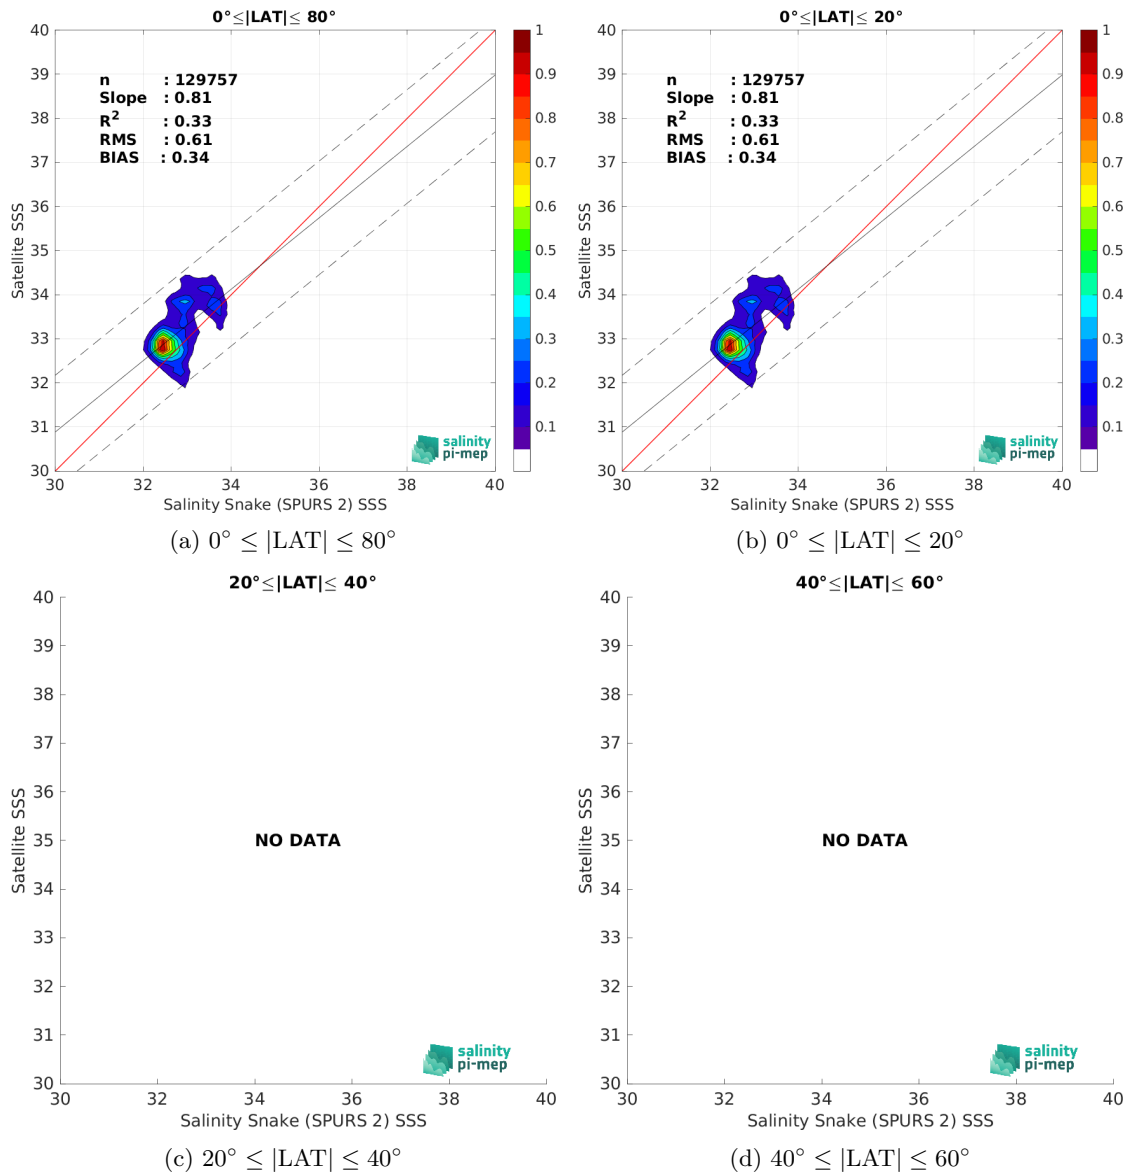 0°≤|LAT|≤ 80°
40
39
38
37
36
35
34
33
32
31
30
Satellite SSS
n : 129757
Slope : 0.81
R² : 0.33
RMS : 0.61
BIAS : 0.34
1
0.9
0.8
0.7
0.6
0.5
0.4
0.3
0.2
0.1
salinity
pi-mep
30 32 34 36 38 40
Salinity Snake (SPURS 2) SSS
(a) 0° ≤ |LAT| ≤ 80°
0°≤|LAT|≤ 20°
40
39
38
37
36
35
34
33
32
31
30
Satellite SSS
n : 129757
Slope : 0.81
R² : 0.33
RMS : 0.61
BIAS : 0.34
1
0.9
0.8
0.7
0.6
0.5
0.4
0.3
0.2
0.1
salinity
pi-mep
30 32 34 36 38 40
Salinity Snake (SPURS 2) SSS
(b) 0° ≤ |LAT| ≤ 20°
20°≤|LAT|≤ 40°
40
39
38
37
36
35
34
33
32
31
30
Satellite SSS
NO DATA
salinity
pi-mep
30 32 34 36 38 40
Salinity Snake (SPURS 2) SSS
(c) 20° ≤ |LAT| ≤ 40°
40°≤|LAT|≤ 60°
40
39
38
37
36
35
34
33
32
31
30
Satellite SSS
NO DATA
salinity
pi-mep
30 32 34 36 38 40
Salinity Snake (SPURS 2) SSS
(d) 40° ≤ |LAT| ≤ 60°